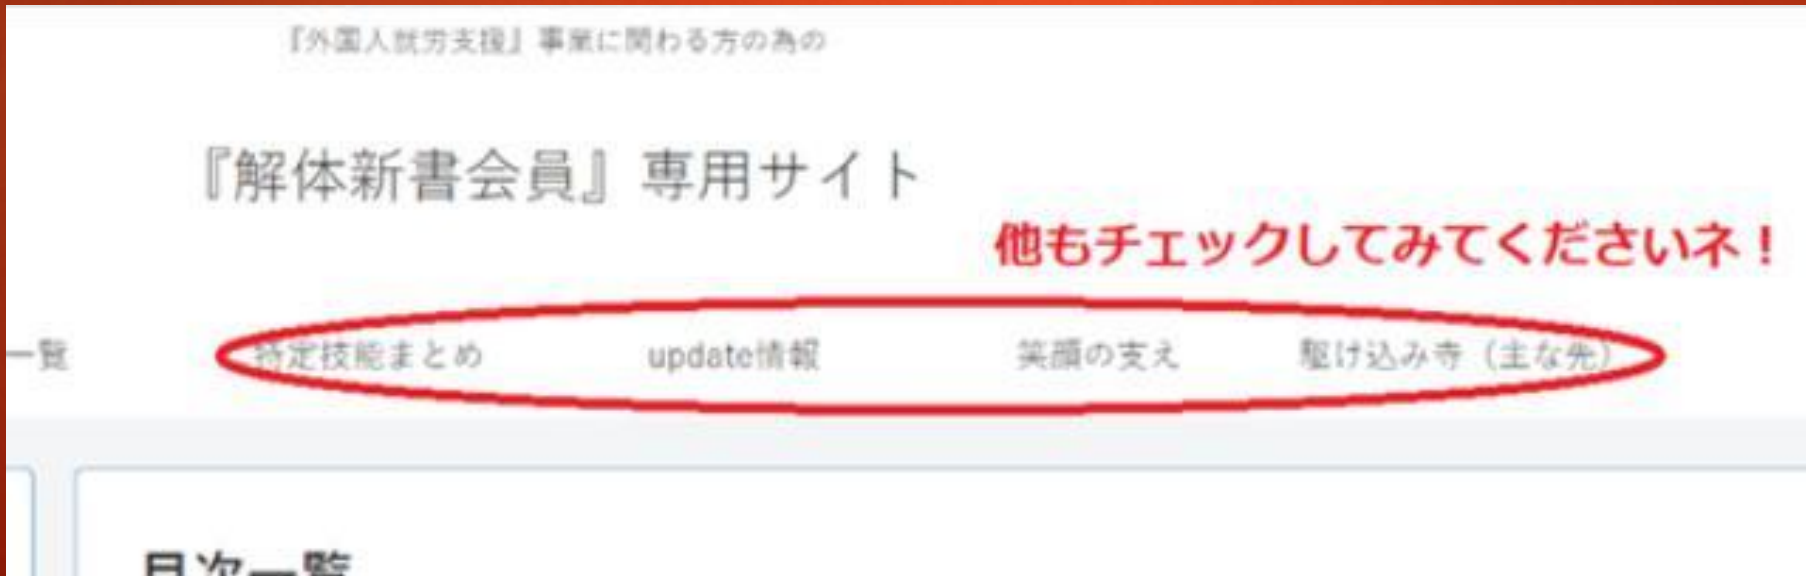 『外国人就労支援』事業に関わる方の為の
『解体新書会員』専用サイト
他もチェックしてみてくださいネ！
一覧 特定技能まとめ update情報 笑顔の支え 駆け込み寺（主な先）
目次一覧